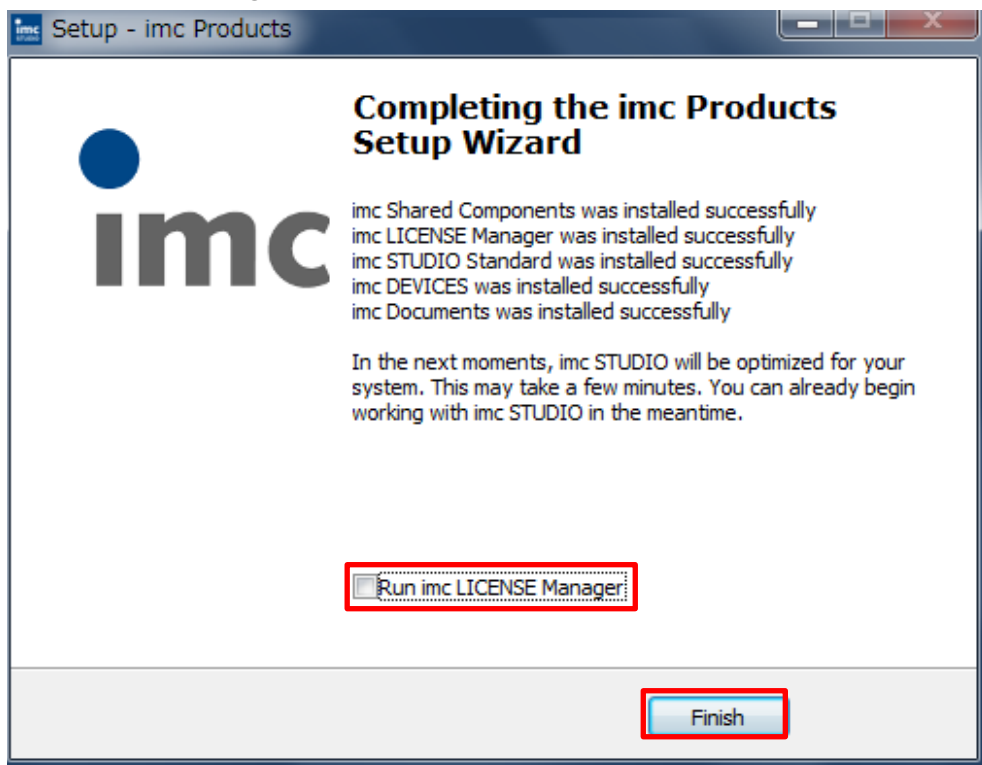 imc
STUDIO
Setup - imc Products
Completing the imc Products
Setup Wizard
imc
imc Shared Components was installed successfully
imc LICENSE Manager was installed successfully
imc STUDIO Standard was installed successfully
imc DEVICES was installed successfully
imc Documents was installed successfully
In the next moments, imc STUDIO will be optimized for your
system. This may take a few minutes. You can already begin
working with imc STUDIO in the meantime.
Run imc LICENSE Manager
Finish